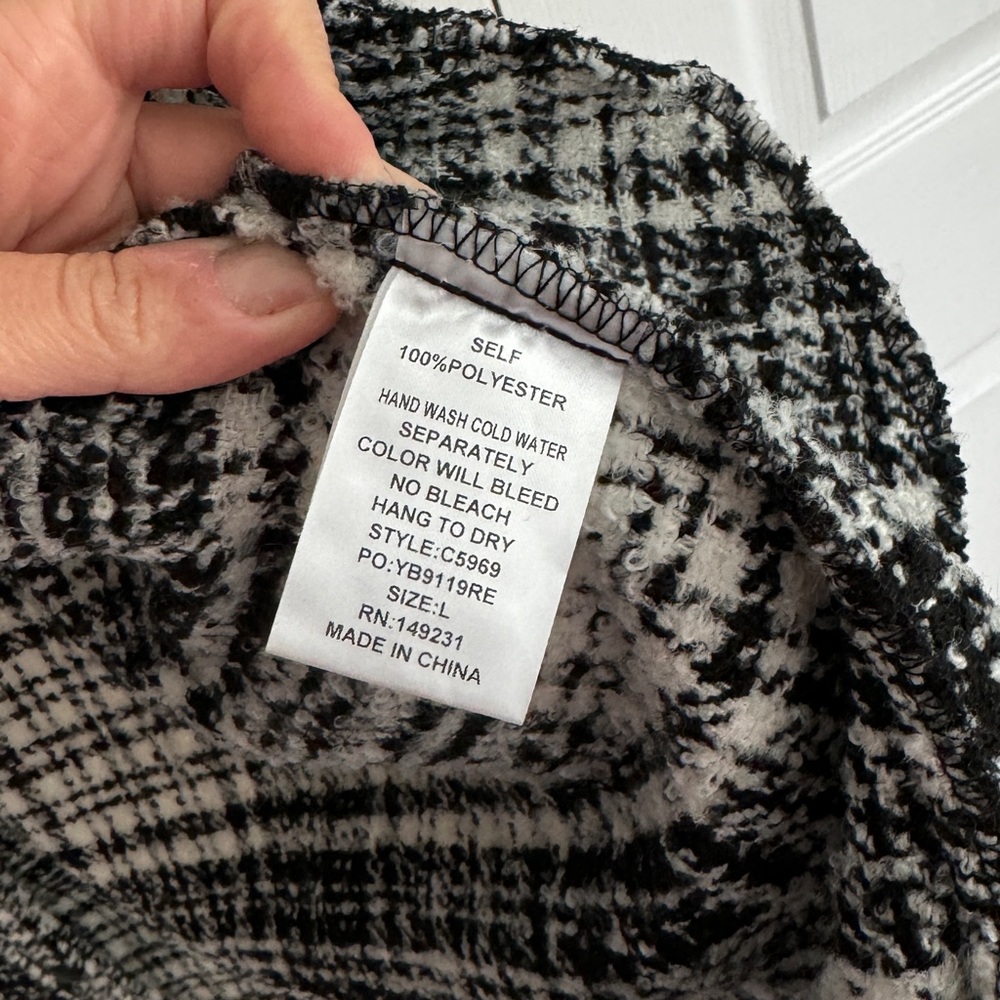 SELF
100%POLYESTER
HAND WASH COLD WATER
SEPARATELY
COLOR WILL BLEED
NO BLEACH
HANG TO DRY
STYLE:C5969
PO:YB9119RE
SIZE:L
RN:149231
MADE IN CHINA